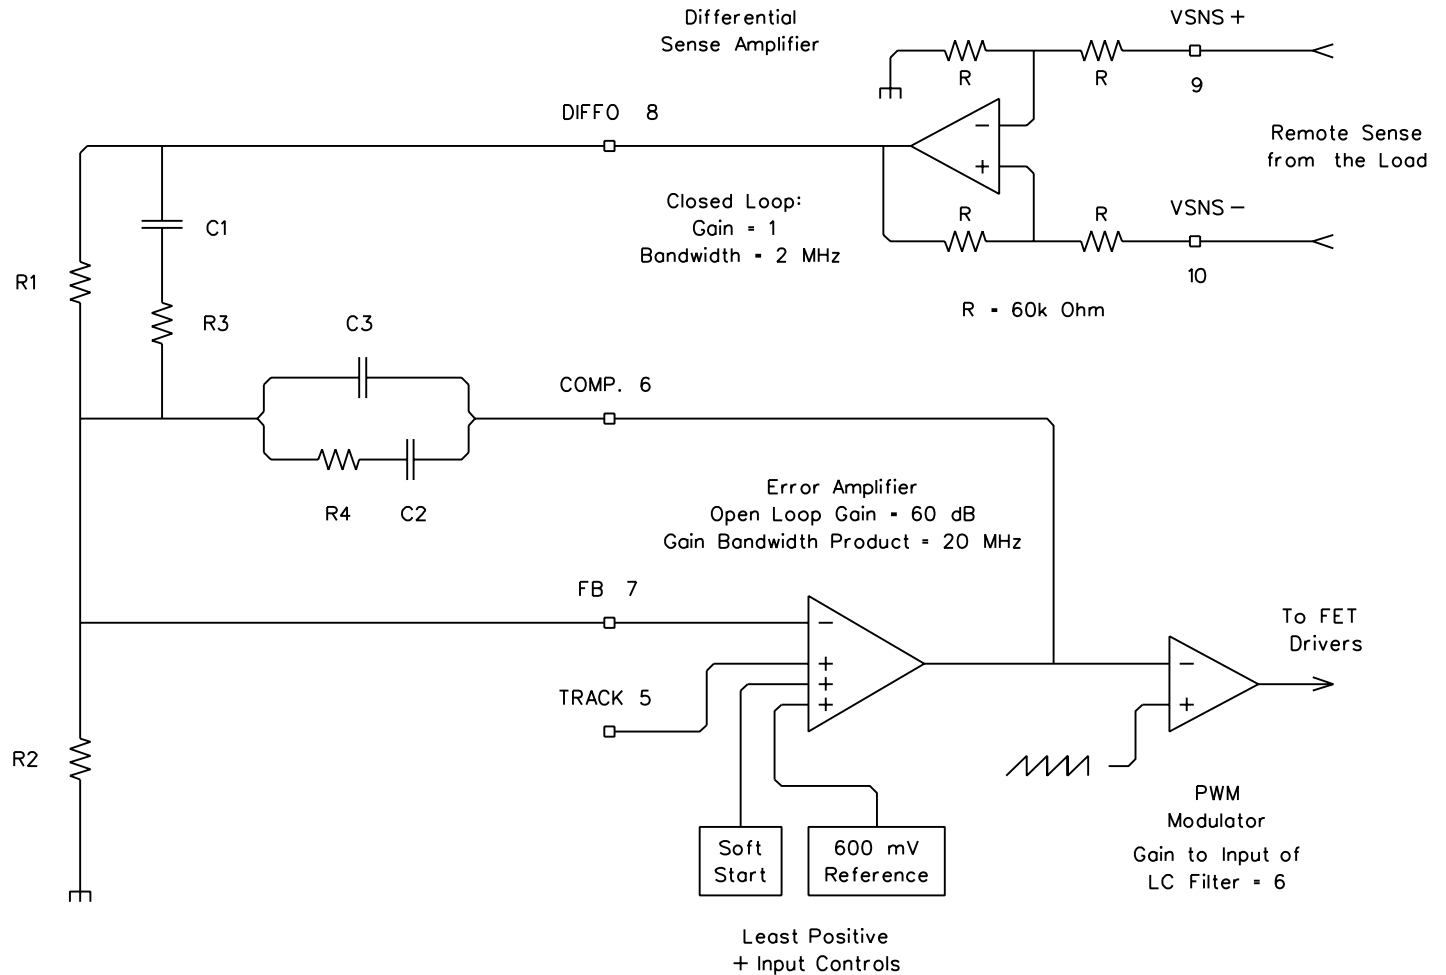 Differential
Sense Amplifier
VSNS +
R
R
9
DIFFO 8
−
+
Remote Sense
from the Load
Closed Loop:
Gain = 1
Bandwidth = 2 MHz
R
R
VSNS −
10
R = 60k Ohm
C1
R1
R3
C3
COMP. 6
R4
C2
Error Amplifier
Open Loop Gain = 60 dB
Gain Bandwidth Product = 20 MHz
FB 7
−
+
+
+
TRACK 5
To FET
Drivers
−
+
R2
PWM
Modulator
Gain to Input of
LC Filter = 6
Soft
Start
600 mV
Reference
Least Positive
+ Input Controls